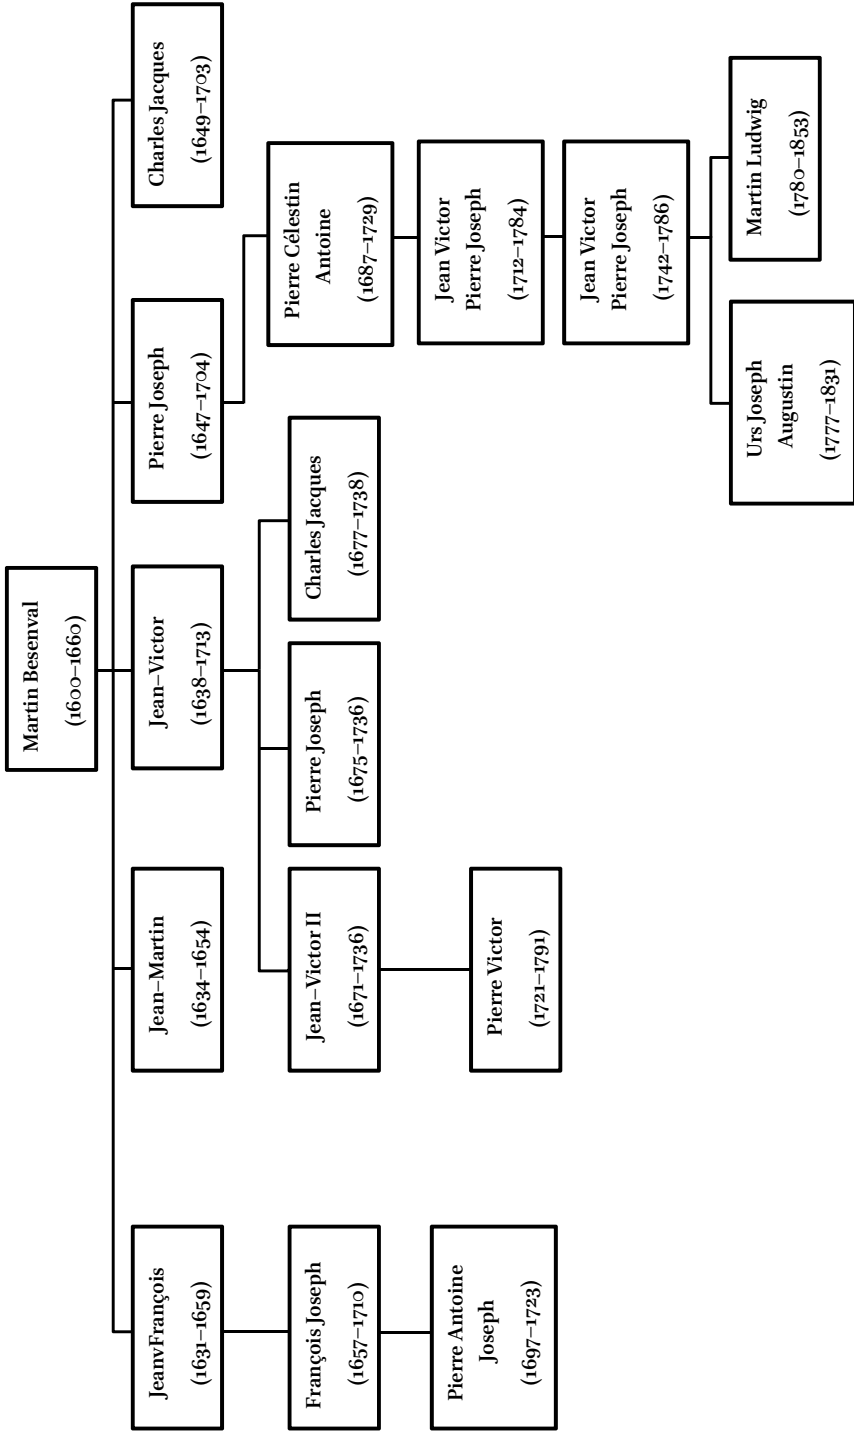 Martin Besenval
(1600–1660)
JeanvFrançois
(1631–1659)
Jean–Martin
(1634–1654)
Jean–Victor
(1638–1713)
Pierre Joseph
(1647–1704)
Charles Jacques
(1649–1703)
François Joseph
(1657–1710)
Jean–Victor II
(1671–1736)
Pierre Joseph
(1675–1736)
Charles Jacques
(1677–1738)
Pierre Célestin
Antoine
(1687–1729)
Pierre Antoine
Joseph
(1697–1723)
Pierre Victor
(1721–1791)
Jean Victor
Pierre Joseph
(1712–1784)
Jean Victor
Pierre Joseph
(1742–1786)
Urs Joseph
Augustin
(1777–1831)
Martin Ludwig
(1780–1853)